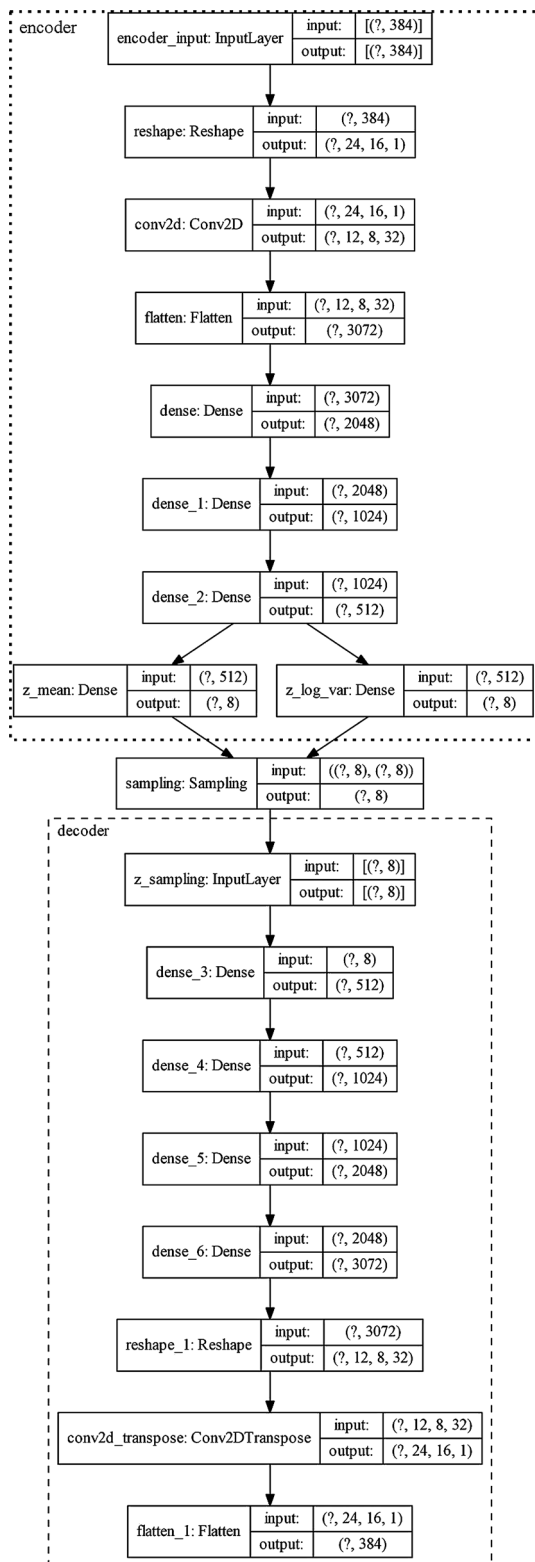 encoder
encoder_input: InputLayer
input: [(?, 384)]
output: [(?, 384)]
reshape: Reshape
input: (?, 384)
output: (?, 24, 16, 1)
conv2d: Conv2D
input: (?, 24, 16, 1)
output: (?, 12, 8, 32)
flatten: Flatten
input: (?, 12, 8, 32)
output: (?, 3072)
dense: Dense
input: (?, 3072)
output: (?, 2048)
dense_1: Dense
input: (?, 2048)
output: (?, 1024)
dense_2: Dense
input: (?, 1024)
output: (?, 512)
z_mean: Dense
input: (?, 512)
output: (?, 8)
z_log_var: Dense
input: (?, 512)
output: (?, 8)
sampling: Sampling
input: ((?, 8), (?, 8))
output: (?, 8)
decoder
z_sampling: InputLayer
input: [(?, 8)]
output: [(?, 8)]
dense_3: Dense
input: (?, 8)
output: (?, 512)
dense_4: Dense
input: (?, 512)
output: (?, 1024)
dense_5: Dense
input: (?, 1024)
output: (?, 2048)
dense_6: Dense
input: (?, 2048)
output: (?, 3072)
reshape_1: Reshape
input: (?, 3072)
output: (?, 12, 8, 32)
conv2d_transpose: Conv2DTranspose
input: (?, 12, 8, 32)
output: (?, 24, 16, 1)
flatten_1: Flatten
input: (?, 24, 16, 1)
output: (?, 384)